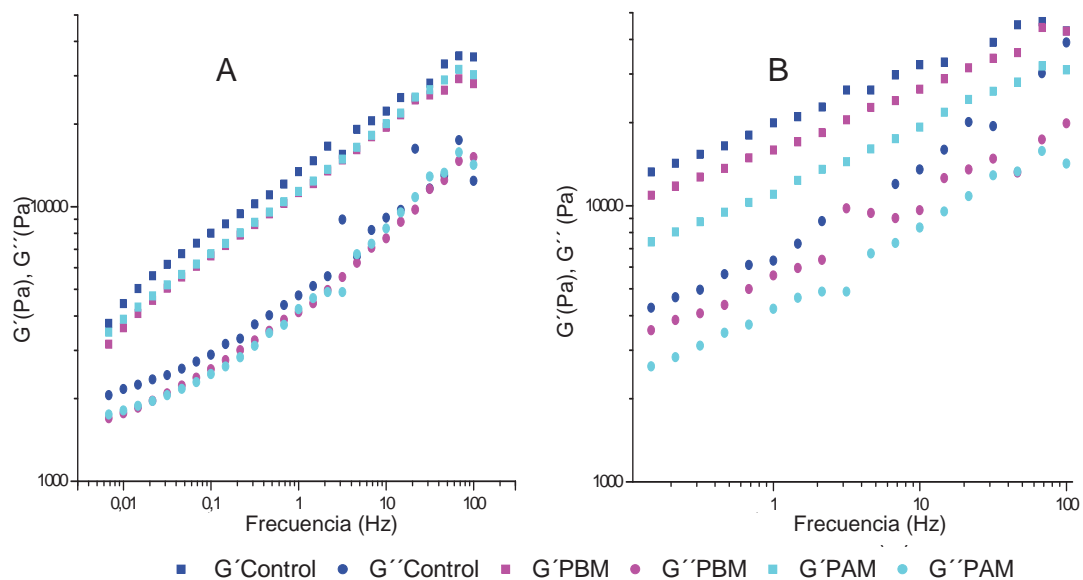 A
B
10000
10000
1000
1000
G´(Pa), G´´(Pa)
G´(Pa), G´´ (Pa)
0,01 0,1 1 10 100
1 10 100
Frecuencia (Hz)
Frecuencia (Hz)
G´Control G´´Control G´PBM G´´PBM G´PAM G´´PAM